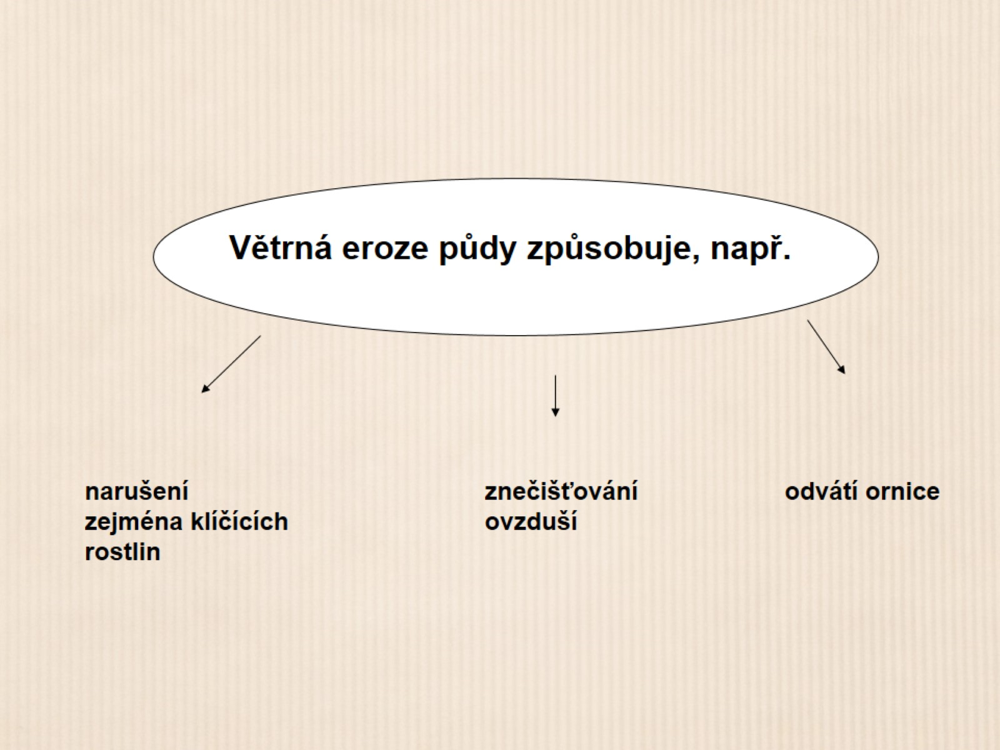 Větrná eroze půdy způsobuje, např.
narušení
zejména klíčících
rostlin
znečišťování
ovzduší
odvátí ornice